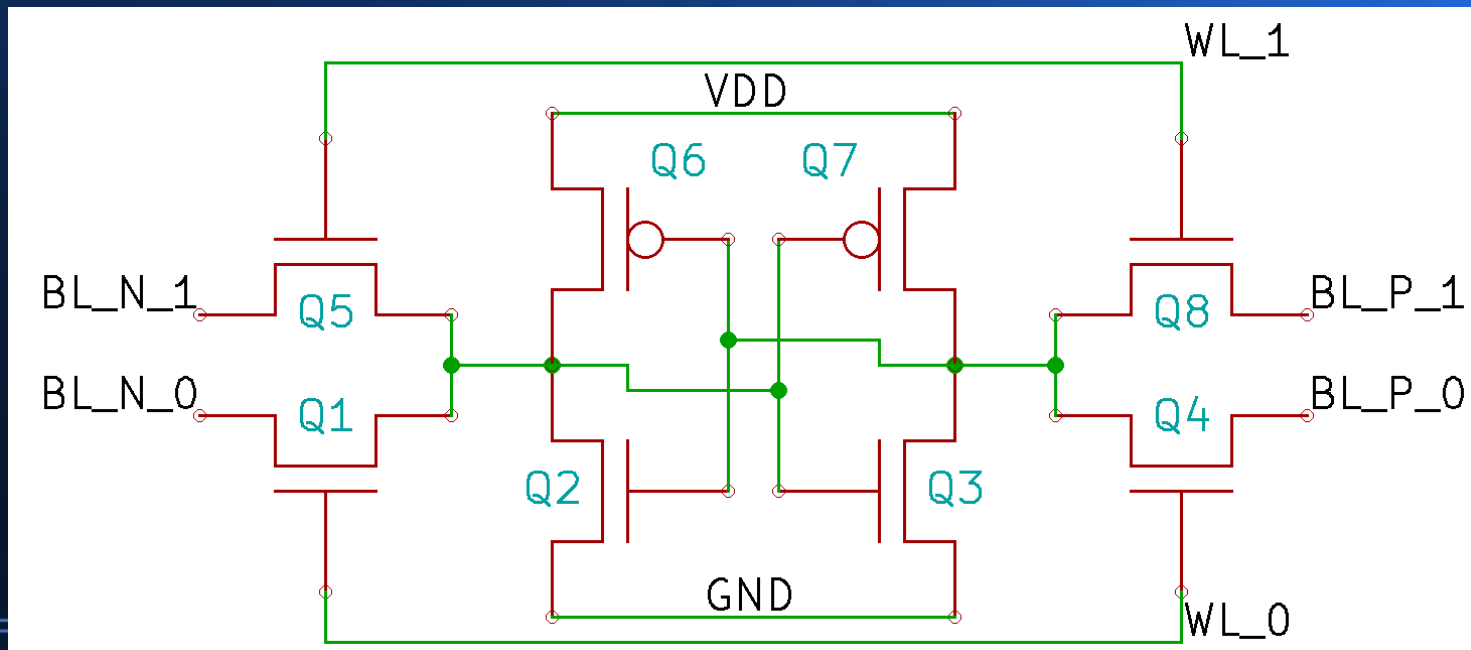 WL_1
VDD
Q6 Q7
BL_N_1 Q5 Q8 BL_P_1
BL_N_0 Q1 Q4 BL_P_0
Q2 Q3
GND
WL_0